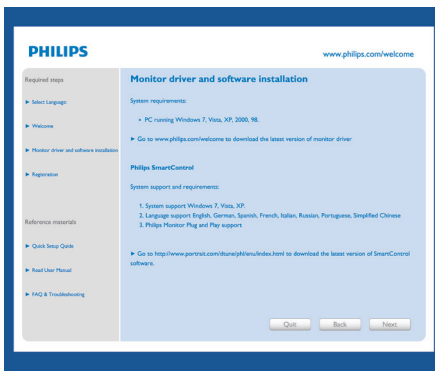 PHILIPS
www.philips.com/welcome
Required steps
Select Language
Welcome
Monitor driver and software installation
Registration
Reference materials
Quick Setup Guide
Read User Manual
FAQ & Troubleshooting
Monitor driver and software installation
System requirements:
PC running Windows 7, Vista, XP, 2000, 98.
Go to www.philips.com/welcome to download the latest version of monitor driver
Philips SmartControl
System support and requirements:
1. System support Windows 7, Vista, XP.
2. Language support English, German, Spanish, French, Italian, Russian, Portuguese, Simplified Chinese
3. Philips Monitor Plug and Play support
Go to http://www.portrait.com/dtune/phl/enu/index.html to download the latest version of SmartControl
software.
Quit
Back
Next